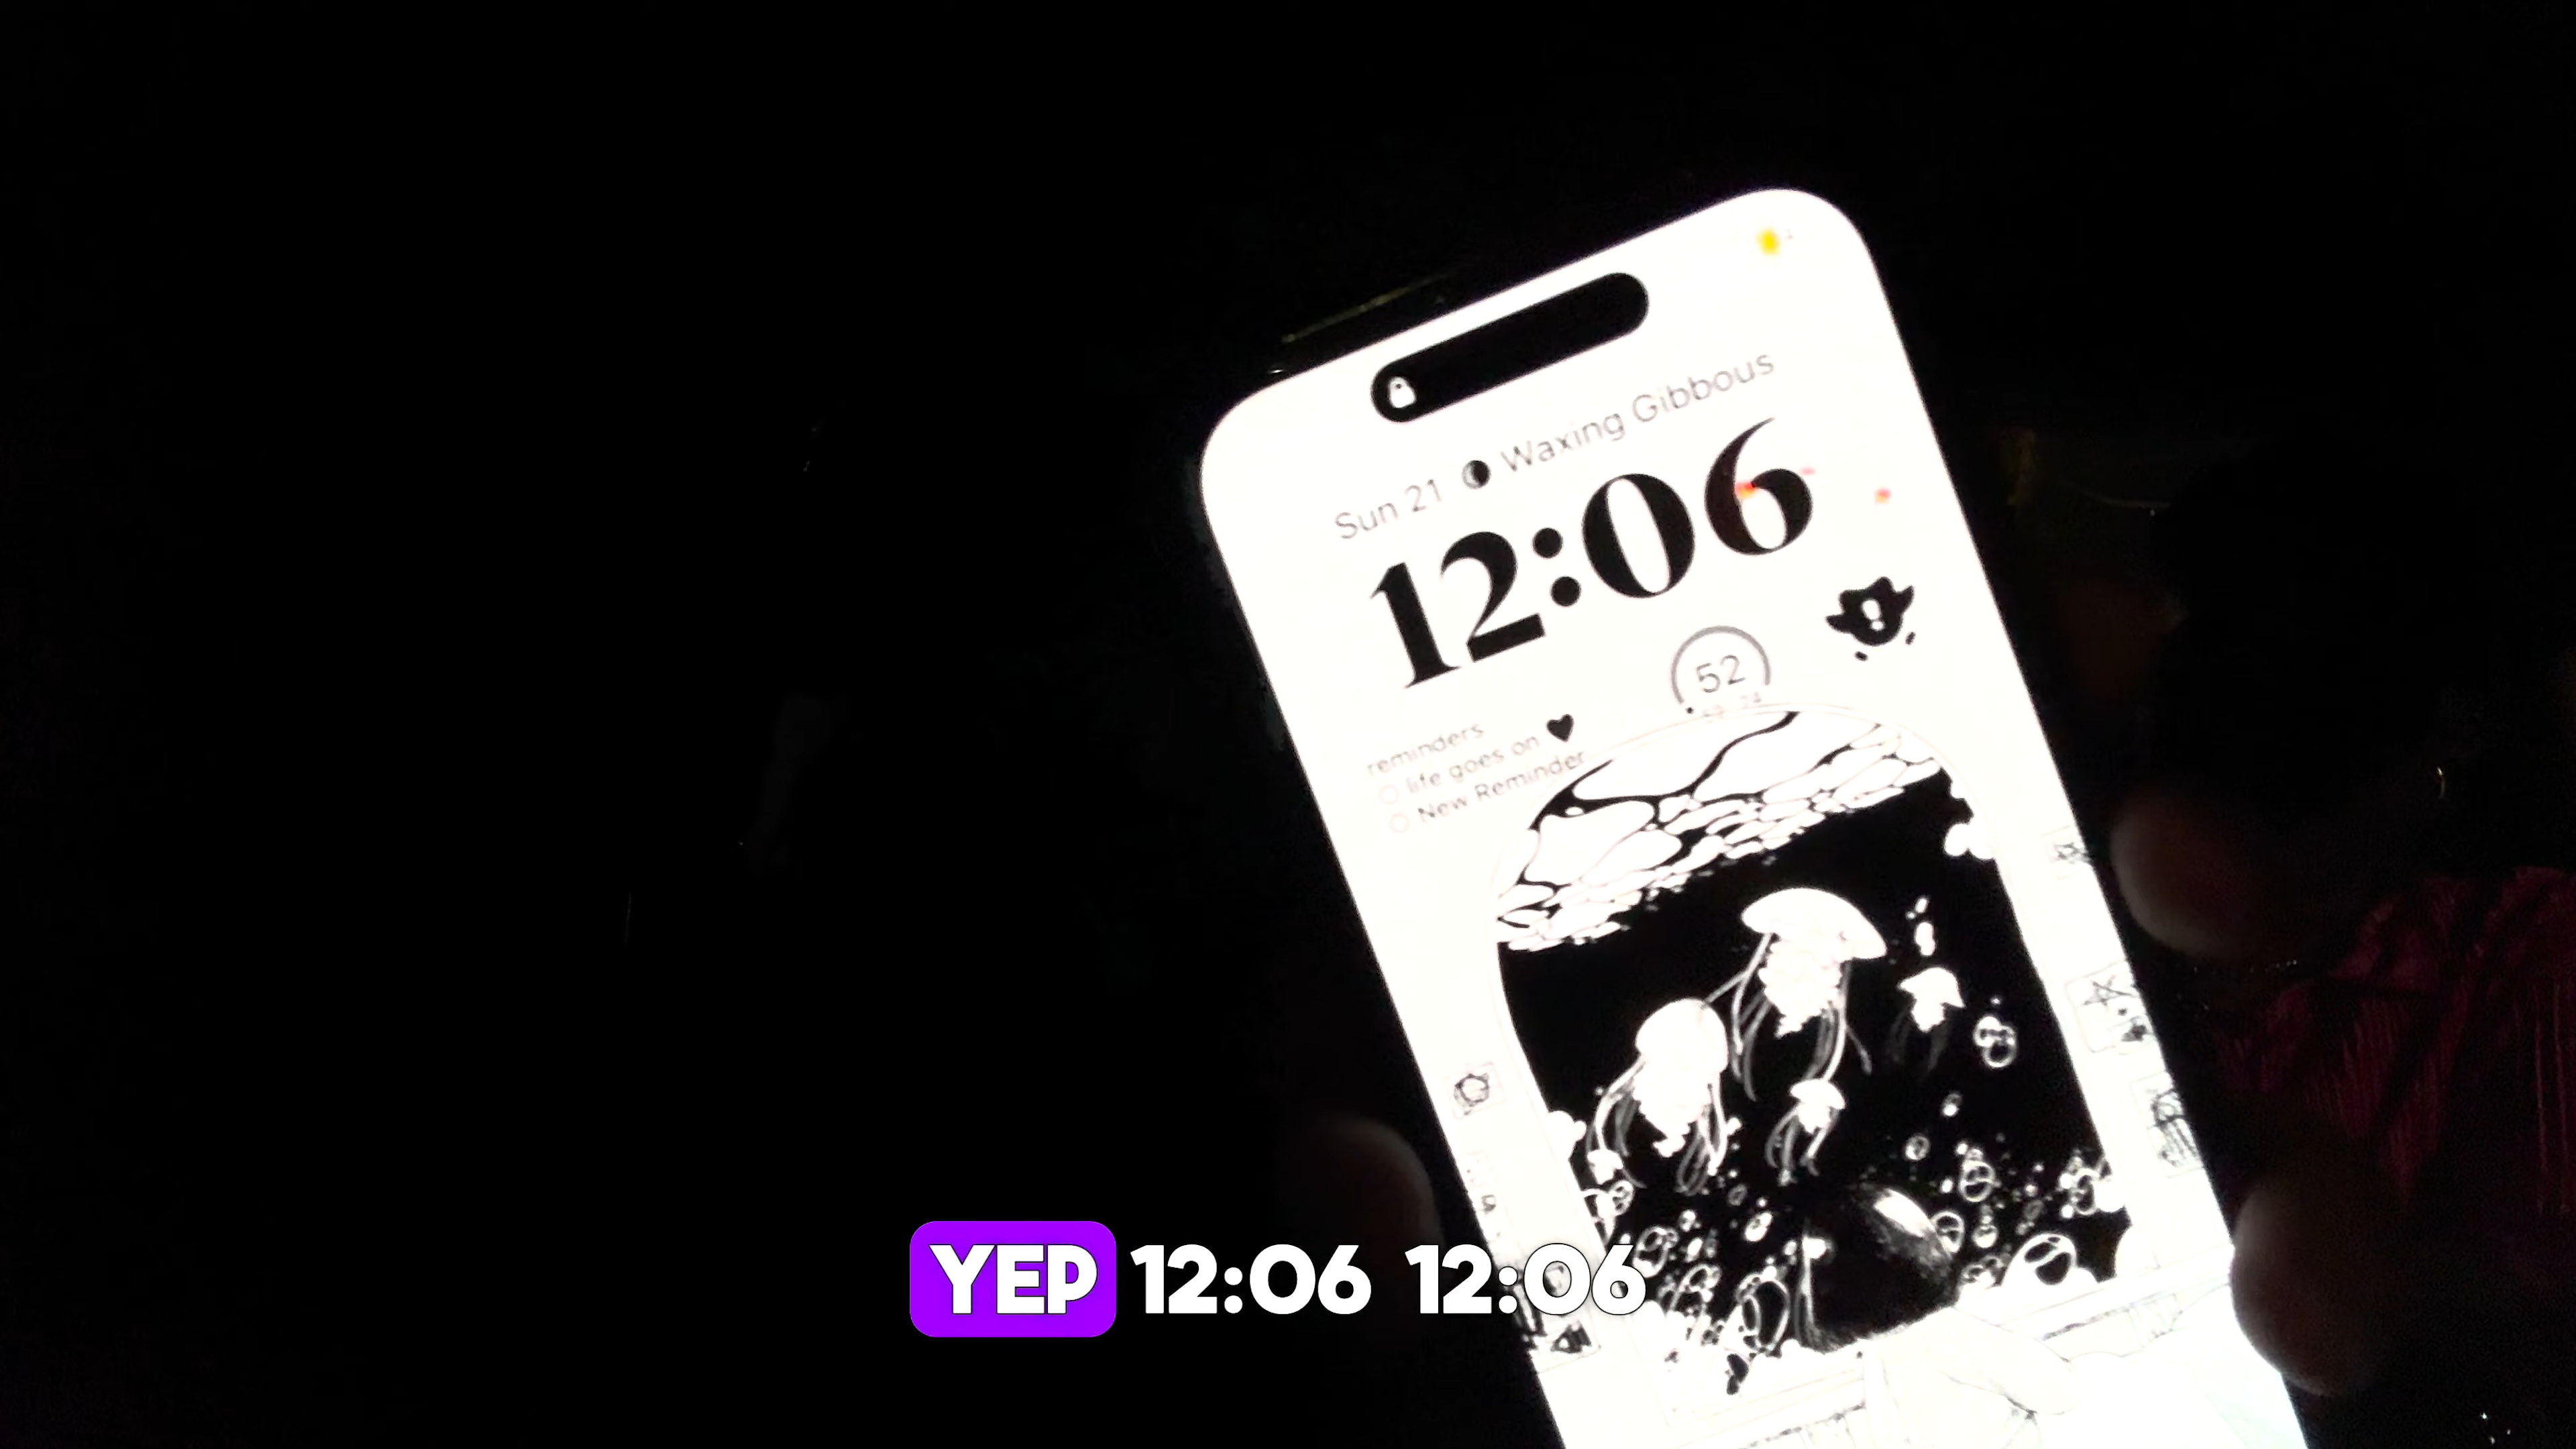 Sun 21 Waxing Gibbous
12:06
52
reminders
life goes on
New Reminder
YEP 12:06 12:06